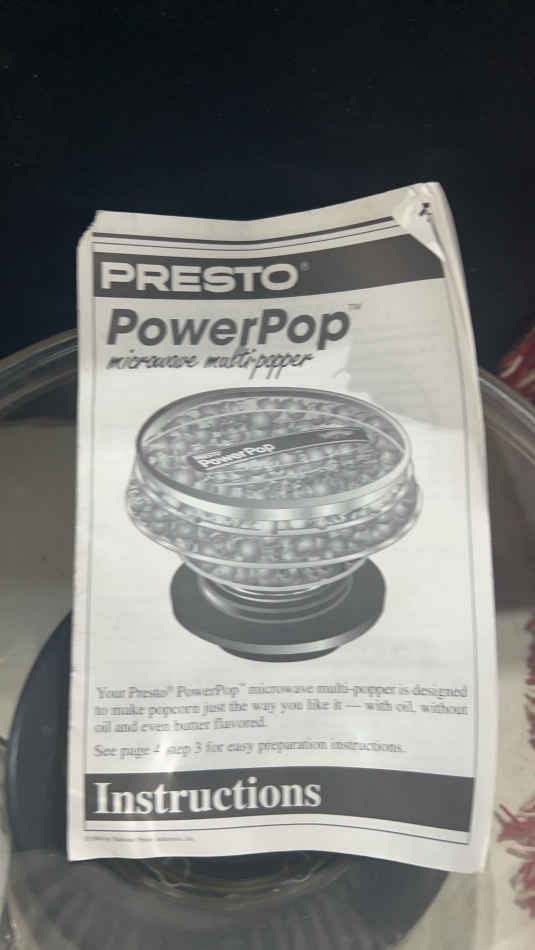 PRESTO®
PowerPop™
microwave multi-popper
PRESTO
PowerPop
Your Presto® PowerPop™ microwave multi-popper is designed
to make popcorn just the way you like it — with oil, without
oil and even butter flavored.
See page 4 step 3 for easy preparation instructions.
Instructions